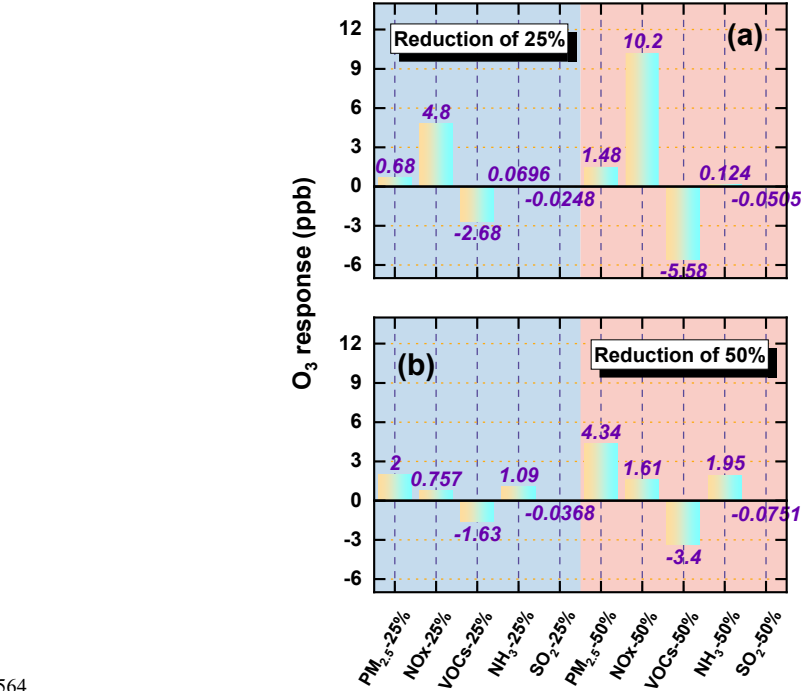 12
9
6
3
0
-3
-6
Reduction of 25%
(a)
0.68
4.8
-2.68
0.0696
-0.0248
1.48
10.2
-5.58
0.124
-0.0505
O₃ response (ppb)
12
9
6
3
0
-3
-6
(b)
Reduction of 50%
2
0.757
-1.63
1.09
-0.0368
4.34
1.61
-3.4
1.95
-0.0751
PM₂.₅-25%
NOx-25%
VOCs-25%
NH₃-25%
SO₂-25%
PM₂.₅-50%
NOx-50%
VOCs-50%
NH₃-50%
SO₂-50%
564